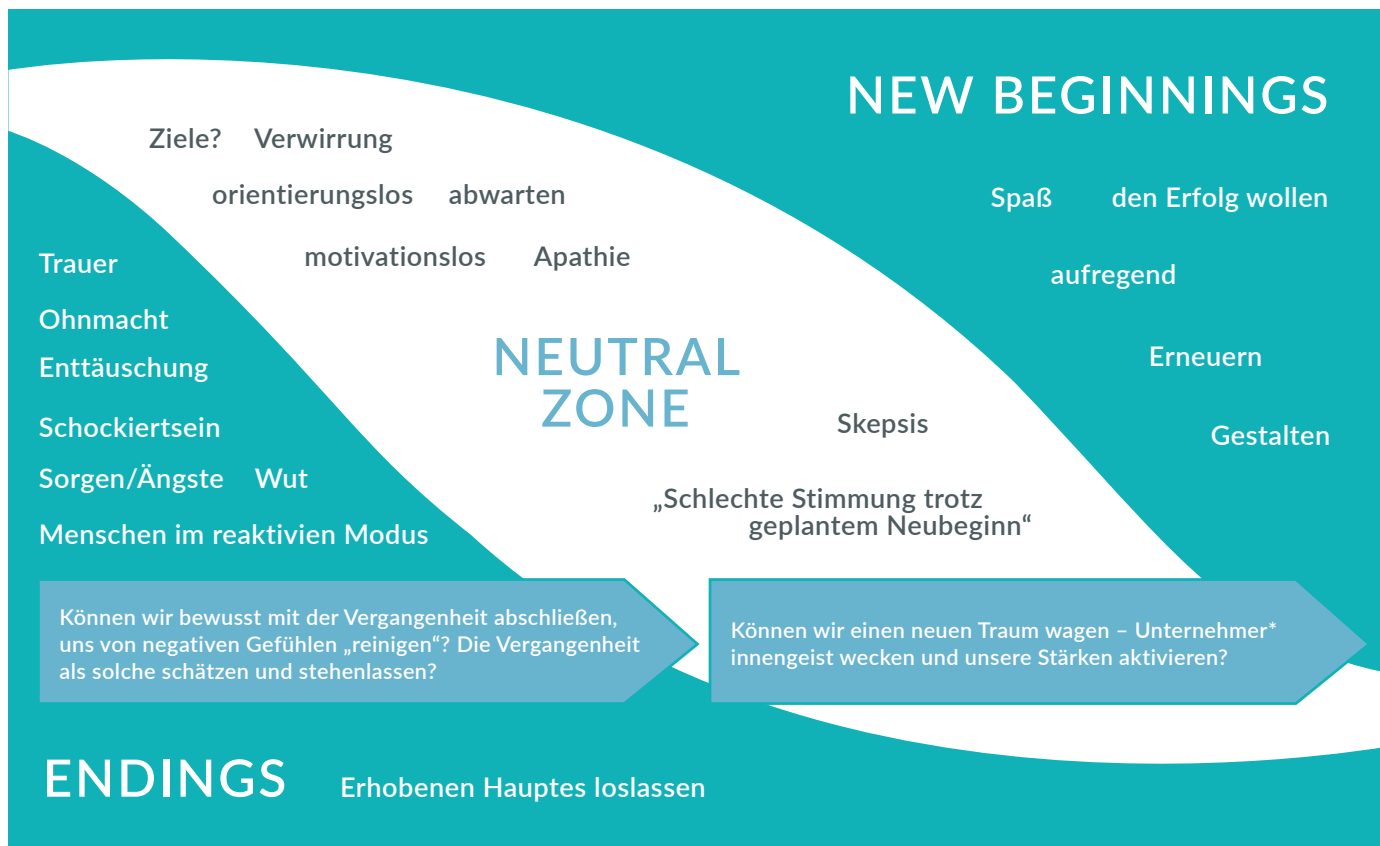 NEW BEGINNINGS
Ziele? Verwirrung
orientierungslos abwarten
Spaß den Erfolg wollen
motivationslos Apathie
Trauer
aufregend
Ohnmacht
NEUTRAL
ZONE
Erneuern
Enttäuschung
Skepsis
Schockiertsein
Gestalten
Sorgen/Ängste Wut
„Schlechte Stimmung trotz
geplantem Neubeginn“
Menschen im reaktivien Modus
Können wir bewusst mit der Vergangenheit abschließen,
uns von negativen Gefühlen „reinigen“? Die Vergangenheit
als solche schätzen und stehenlassen?
Können wir einen neuen Traum wagen – Unternehmer*
innengeist wecken und unsere Stärken aktivieren?
ENDINGS Erhobenen Hauptes loslassen